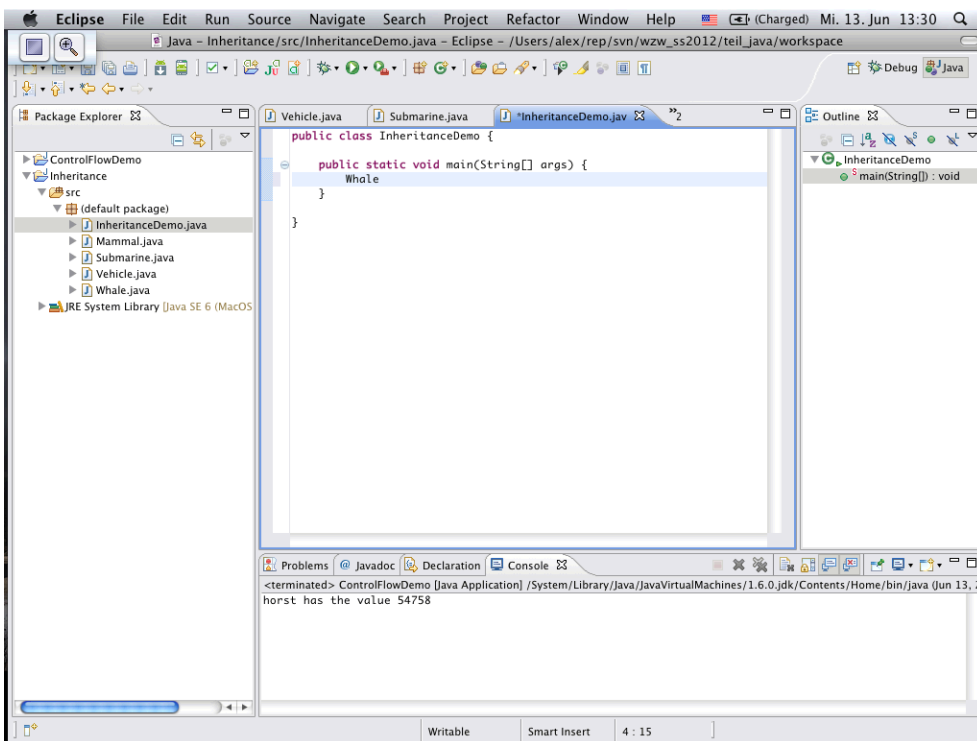 Eclipse File Edit Run Source Navigate Search Project Refactor Window Help (Charged) Mi. 13. Jun 13:30
Java – Inheritance/src/InheritanceDemo.java – Eclipse – /Users/alex/rep/svn/wzw_ss2012/teil_java/workspace
Debug Java
Package Explorer
ControlFlowDemo
Inheritance
src
(default package)
InheritanceDemo.java
Mammal.java
Submarine.java
Vehicle.java
Whale.java
JRE System Library [Java SE 6 (MacOS
Vehicle.java Submarine.java *InheritanceDemo.jav »2
public class InheritanceDemo {
public static void main(String[] args) {
Whale
}
}
Outline
InheritanceDemo
main(String[]) : void
Problems @ Javadoc Declaration Console
<terminated> ControlFlowDemo [Java Application] /System/Library/Java/JavaVirtualMachines/1.6.0.jdk/Contents/Home/bin/java (Jun 13, 2
horst has the value 54758
Writable Smart Insert 4 : 15